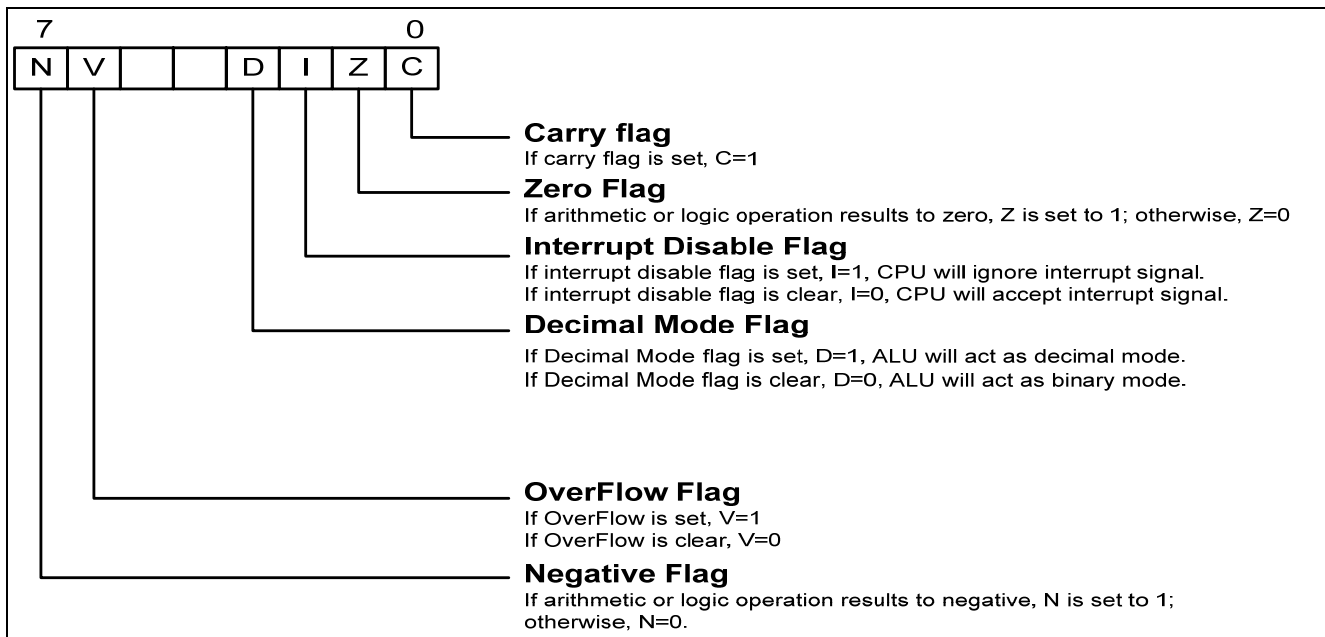 7 0
N V D I Z C
Carry flag
If carry flag is set, C=1
Zero Flag
If arithmetic or logic operation results to zero, Z is set to 1; otherwise, Z=0
Interrupt Disable Flag
If interrupt disable flag is set, I=1, CPU will ignore interrupt signal.
If interrupt disable flag is clear, I=0, CPU will accept interrupt signal.
Decimal Mode Flag
If Decimal Mode flag is set, D=1, ALU will act as decimal mode.
If Decimal Mode flag is clear, D=0, ALU will act as binary mode.
OverFlow Flag
If OverFlow is set, V=1
If OverFlow is clear, V=0
Negative Flag
If arithmetic or logic operation results to negative, N is set to 1;
otherwise, N=0.